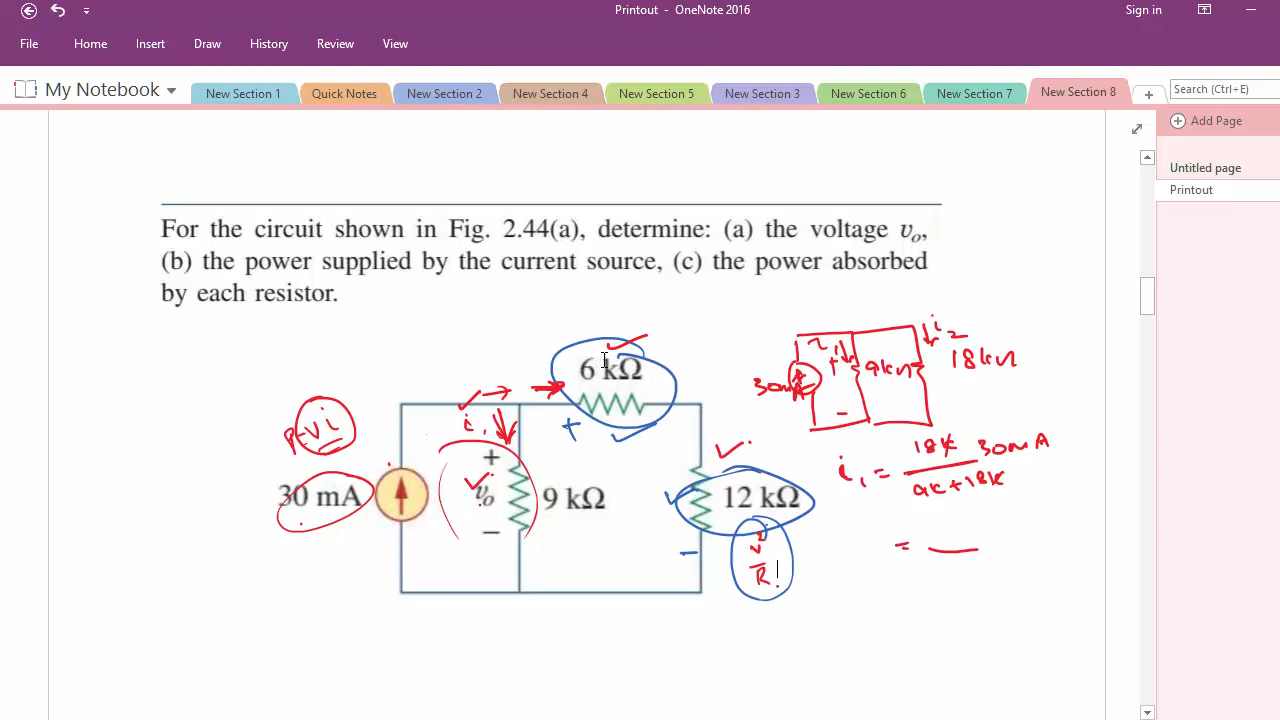 Printout - OneNote 2016
Sign in
File Home Insert Draw History Review View
My Notebook
New Section 1
Quick Notes
New Section 2
New Section 4
New Section 5
New Section 3
New Section 6
New Section 7
New Section 8
Search (Ctrl+E)
Add Page
Untitled page
Printout
For the circuit shown in Fig. 2.44(a), determine: (a) the voltage vₒ,
(b) the power supplied by the current source, (c) the power absorbed
by each resistor.
6 kΩ
i₂
18kΩ
9kΩ
30mA
+
-
p=vi
i₁
+
+
30 mA
vₒ
9 kΩ
12 kΩ
−
-
i₁ = 18K 30mA
9K+18K
=
v²
R